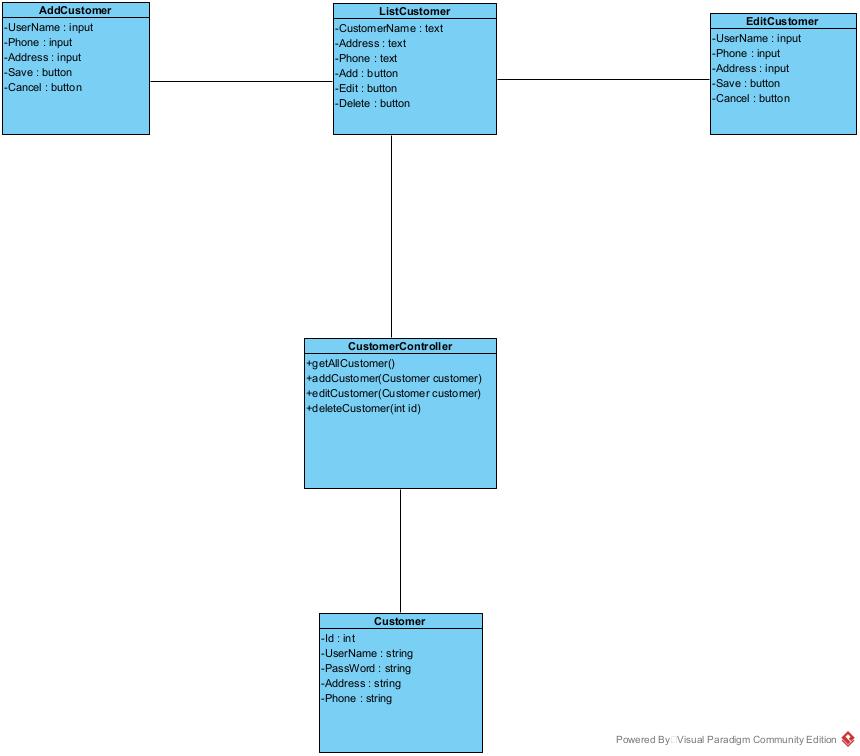 AddCustomer
-UserName : input
-Phone : input
-Address : input
-Save : button
-Cancel : button
ListCustomer
-CustomerName : text
-Address : text
-Phone : text
-Add : button
-Edit : button
-Delete : button
EditCustomer
-UserName : input
-Phone : input
-Address : input
-Save : button
-Cancel : button
CustomerController
+getAllCustomer()
+addCustomer(Customer customer)
+editCustomer(Customer customer)
+deleteCustomer(int id)
Customer
-Id : int
-UserName : string
-PassWord : string
-Address : string
-Phone : string
Powered By Visual Paradigm Community Edition